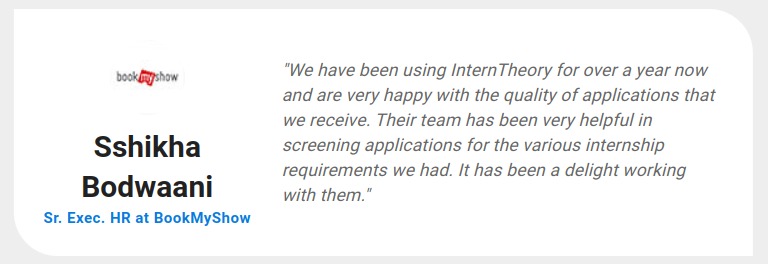 bookmyshow
Sshikha
Bodwaani
Sr. Exec. HR at BookMyShow
"We have been using InternTheory for over a year now
and are very happy with the quality of applications that
we receive. Their team has been very helpful in
screening applications for the various internship
requirements we had. It has been a delight working
with them."